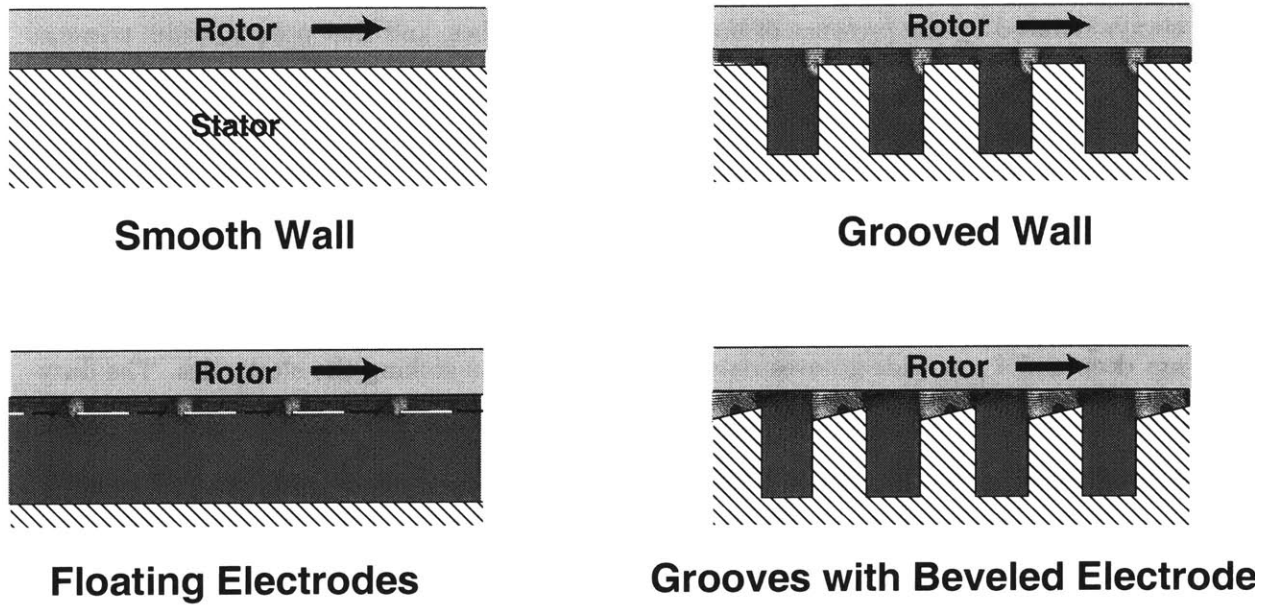 Rotor
Rotor
Stator
Smooth Wall
Grooved Wall
Rotor
Rotor
Floating Electrodes
Grooves with Beveled Electrode